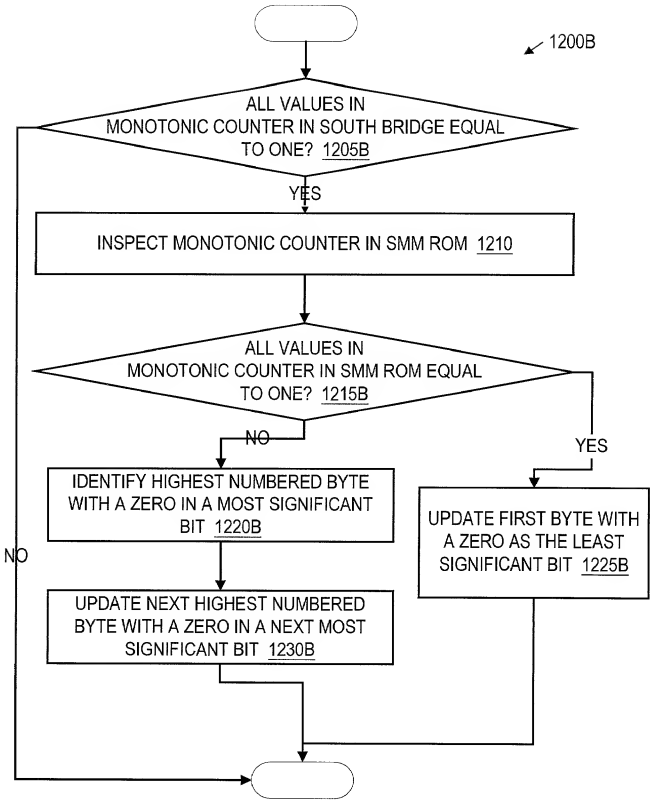 1200B
ALL VALUES IN
MONOTONIC COUNTER IN SOUTH BRIDGE EQUAL
TO ONE? 1205B
YES
INSPECT MONOTONIC COUNTER IN SMM ROM 1210
ALL VALUES IN
MONOTONIC COUNTER IN SMM ROM EQUAL
TO ONE? 1215B
NO
YES
IDENTIFY HIGHEST NUMBERED BYTE
WITH A ZERO IN A MOST SIGNIFICANT
BIT 1220B
UPDATE FIRST BYTE WITH
A ZERO AS THE LEAST
SIGNIFICANT BIT 1225B
NO
UPDATE NEXT HIGHEST NUMBERED
BYTE WITH A ZERO IN A NEXT MOST
SIGNIFICANT BIT 1230B